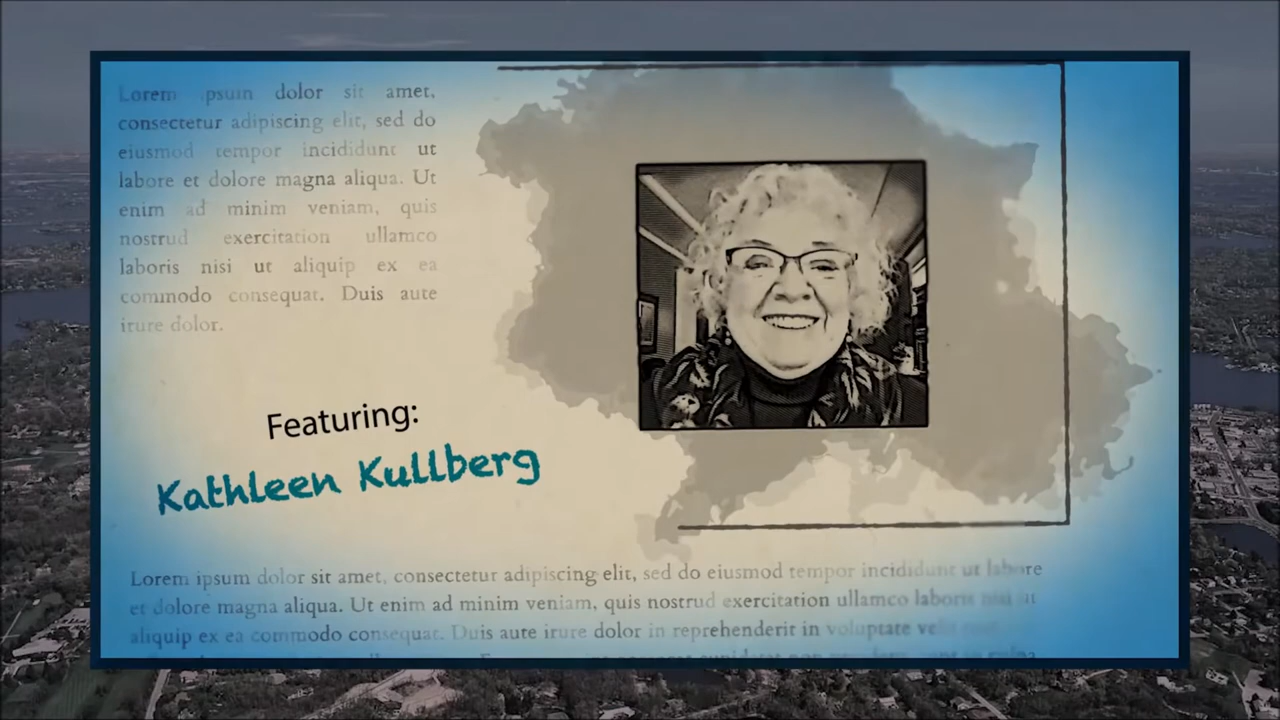 Lorem ipsum dolor sit amet,
consectetur adipiscing elit, sed do
eiusmod tempor incididunt ut
labore et dolore magna aliqua. Ut
enim ad minim veniam, quis
nostrud exercitation ullamco
laboris nisi ut aliquip ex ea
commodo consequat. Duis aute
irure dolor.
Featuring:
Kathleen Kullberg
Lorem ipsum dolor sit amet, consectetur adipiscing elit, sed do eiusmod tempor incididunt ut labore
et dolore magna aliqua. Ut enim ad minim veniam, quis nostrud exercitation ullamco laboris nisi ut
aliquip ex ea commodo consequat. Duis aute irure dolor in reprehenderit in voluptate